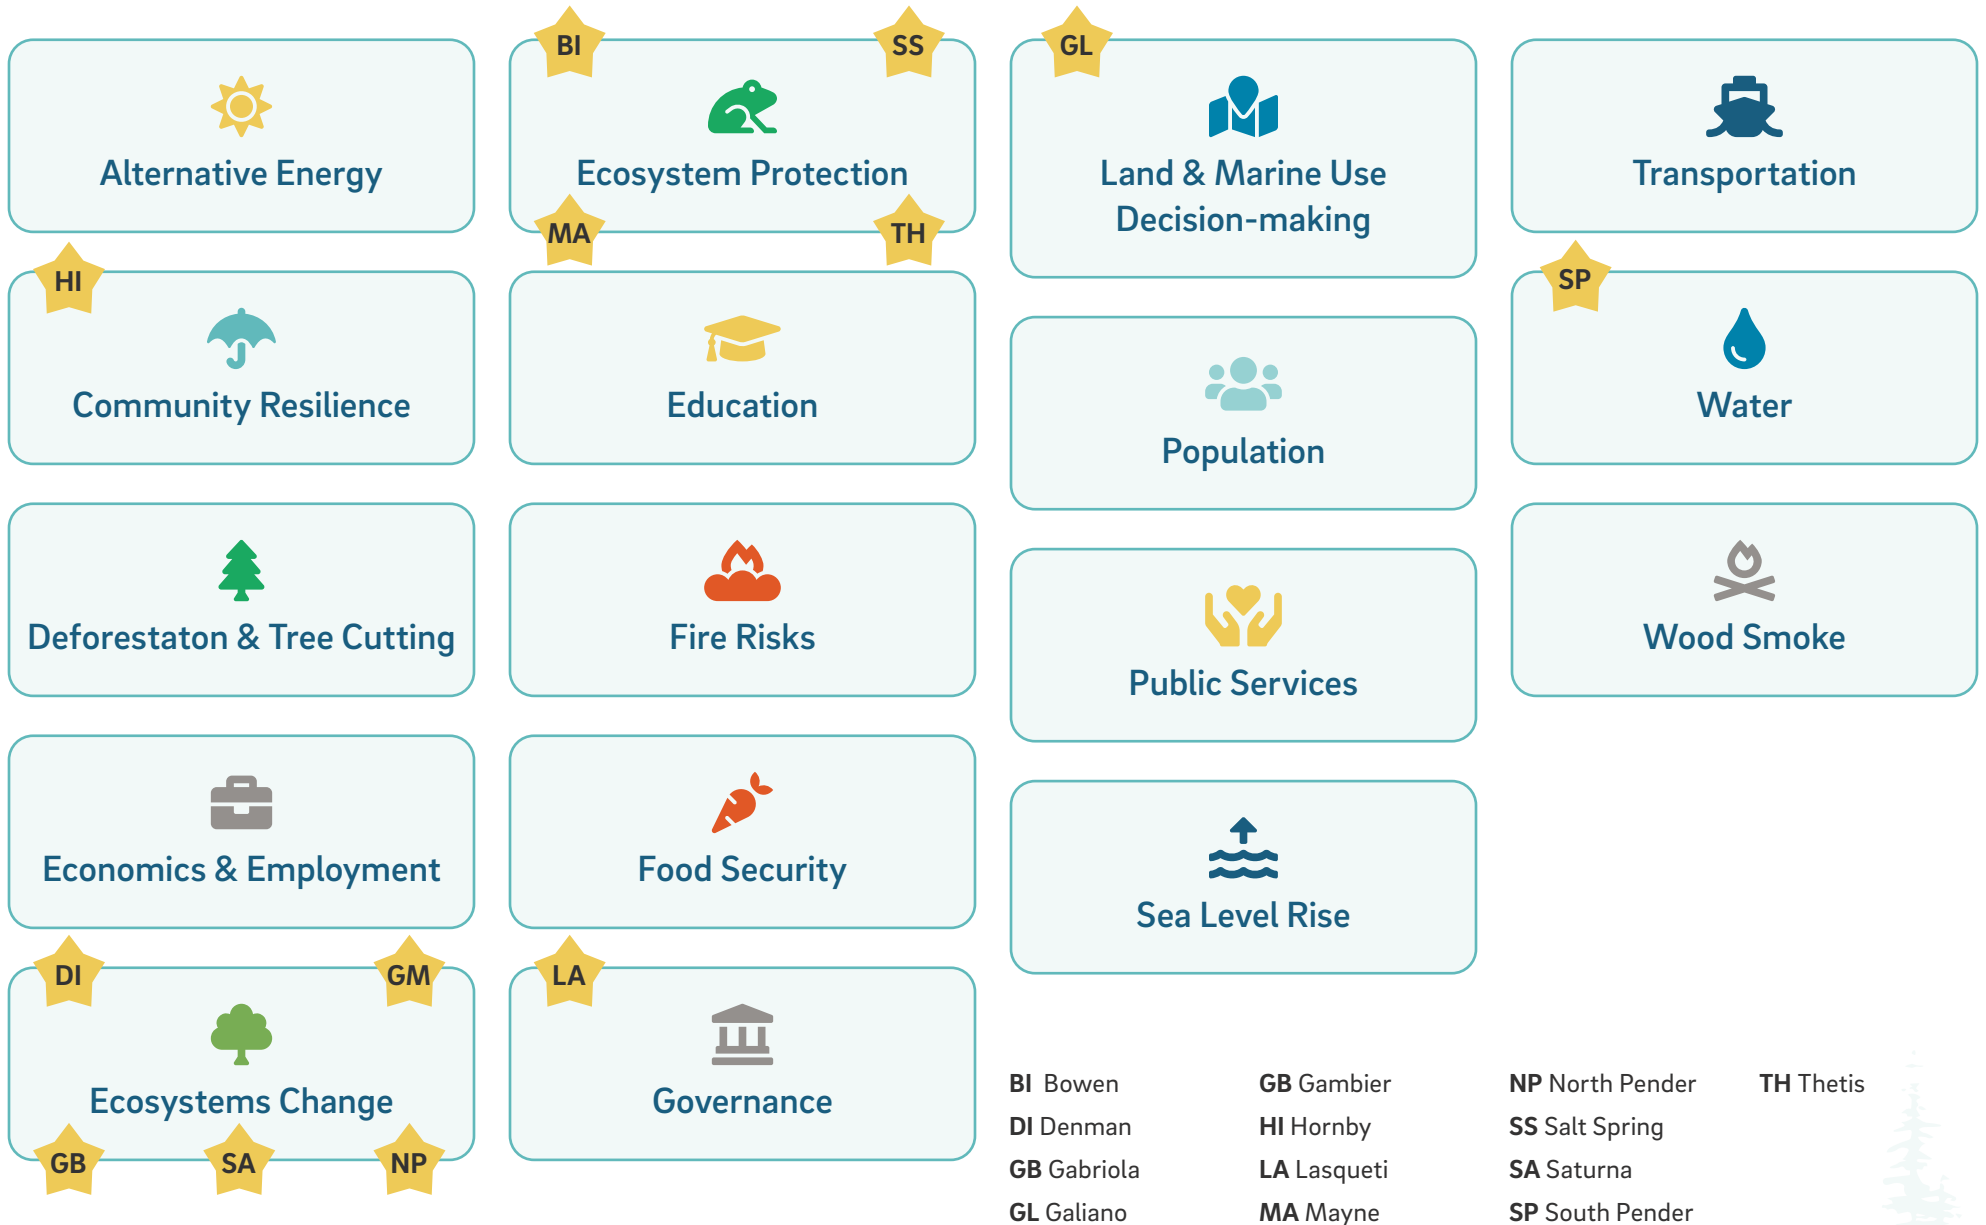 BI
SS
GL
Alternative Energy
Ecosystem Protection
Land & Marine Use
Decision-making
Transportation
MA
TH
HI
SP
Community Resilience
Education
Population
Water
Deforestaton & Tree Cutting
Fire Risks
Public Services
Wood Smoke
Economics & Employment
Food Security
Sea Level Rise
DI
GM
LA
Ecosystems Change
Governance
GB
SA
NP
BI Bowen
DI Denman
GB Gabriola
GL Galiano
GB Gambier
HI Hornby
LA Lasqueti
MA Mayne
NP North Pender
SS Salt Spring
SA Saturna
SP South Pender
TH Thetis